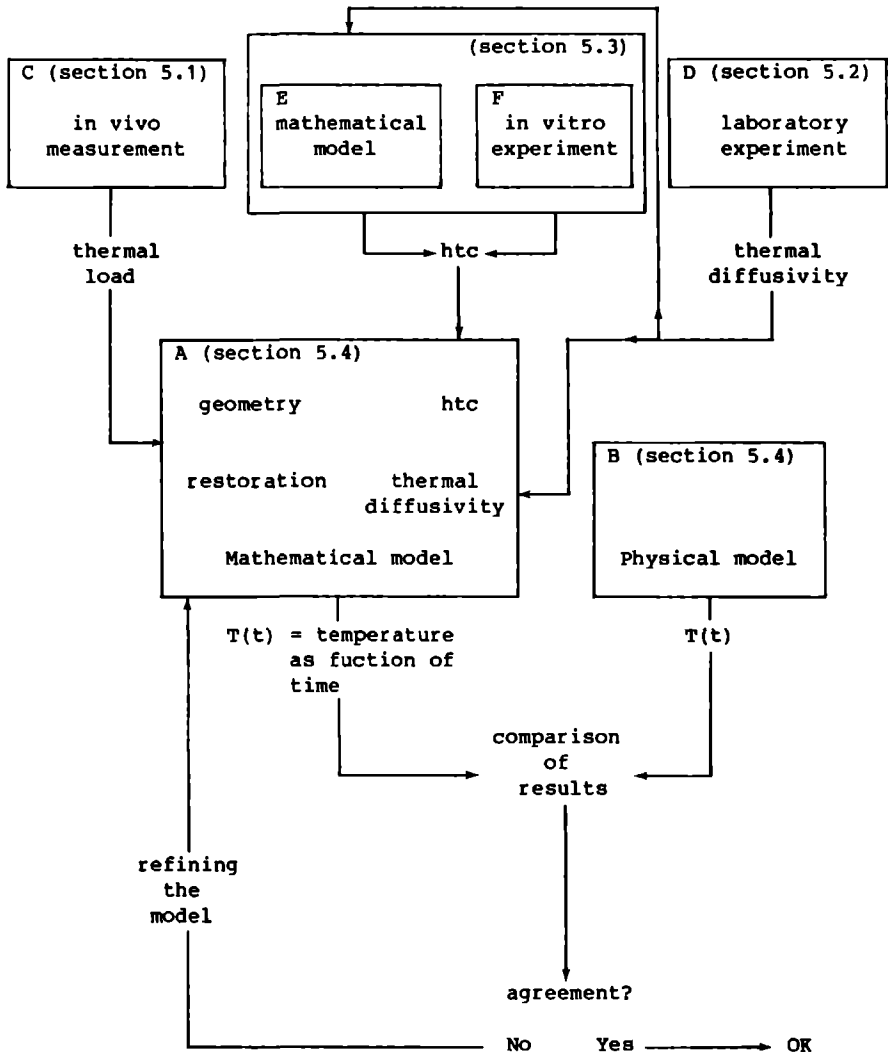 (section 5.3)
C (section 5.1)
in vivo
measurement
E
mathematical
model
F
in vitro
experiment
D (section 5.2)
laboratory
experiment
thermal
load
htc
thermal
diffusivity
A (section 5.4)
geometry
htc
restoration
thermal
diffusivity
Mathematical model
B (section 5.4)
Physical model
T(t) = temperature
as fuction of
time
T(t)
comparison
of
results
refining
the
model
agreement?
No
Yes
OK